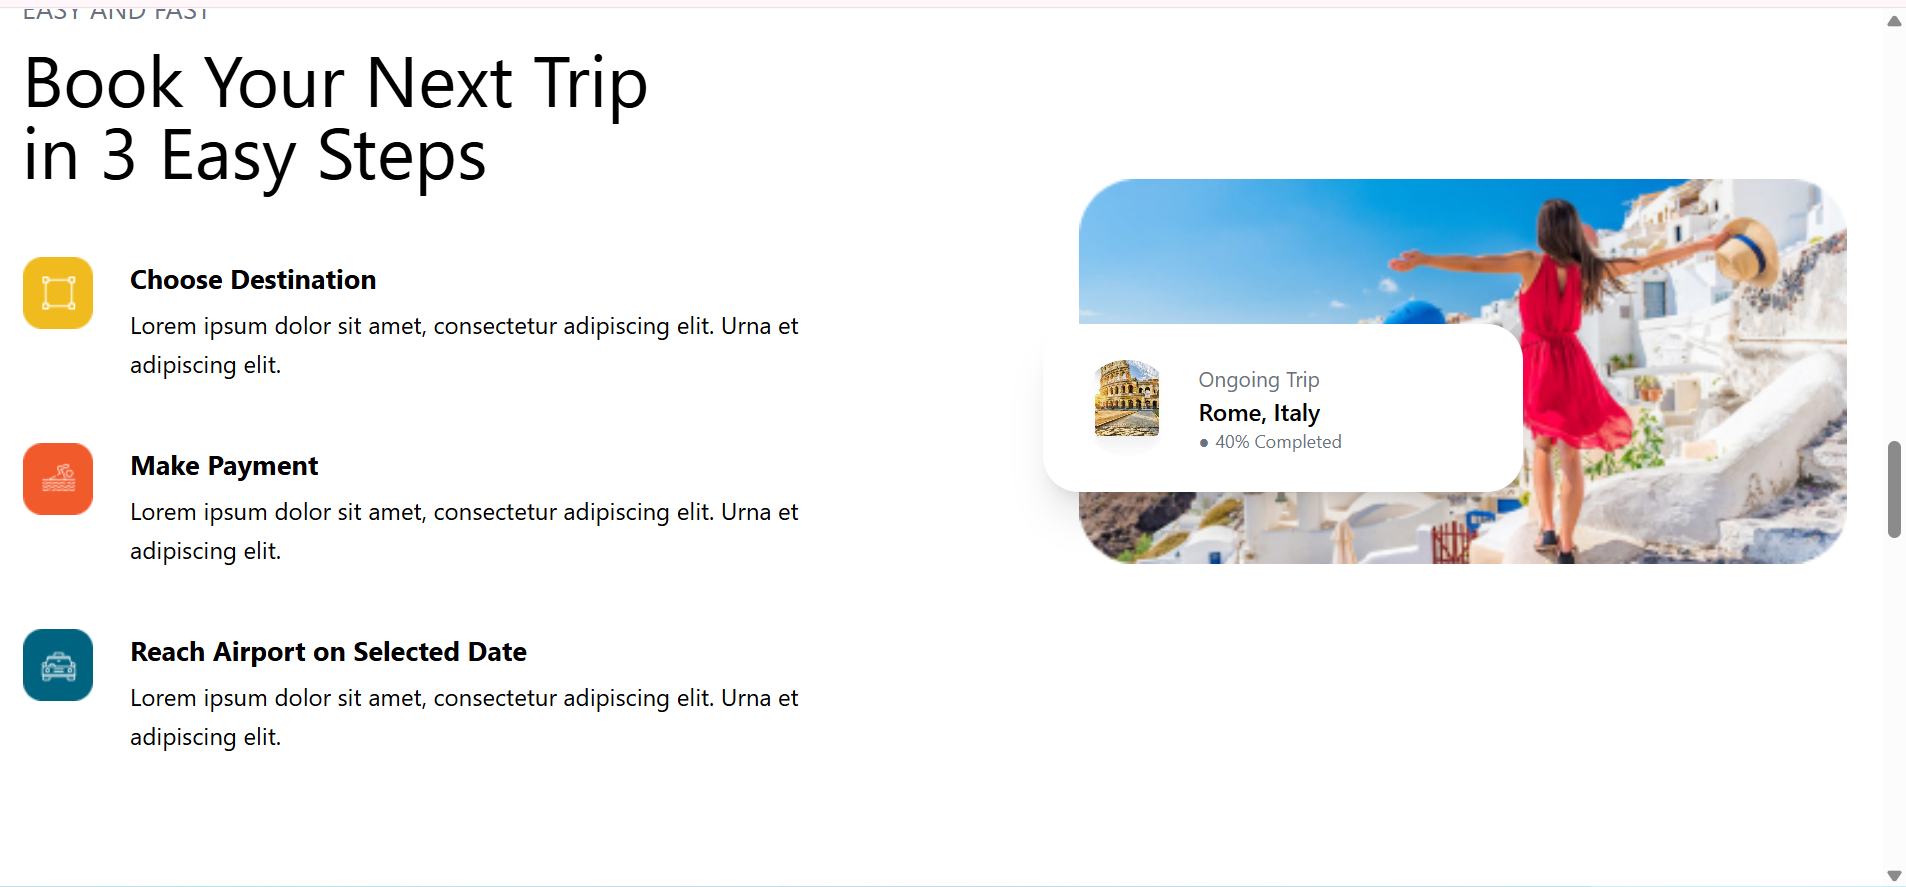 EASY AND FAST
Book Your Next Trip
in 3 Easy Steps
Choose Destination
Lorem ipsum dolor sit amet, consectetur adipiscing elit. Urna et
adipiscing elit.
Make Payment
Lorem ipsum dolor sit amet, consectetur adipiscing elit. Urna et
adipiscing elit.
Reach Airport on Selected Date
Lorem ipsum dolor sit amet, consectetur adipiscing elit. Urna et
adipiscing elit.
Ongoing Trip
Rome, Italy
● 40% Completed